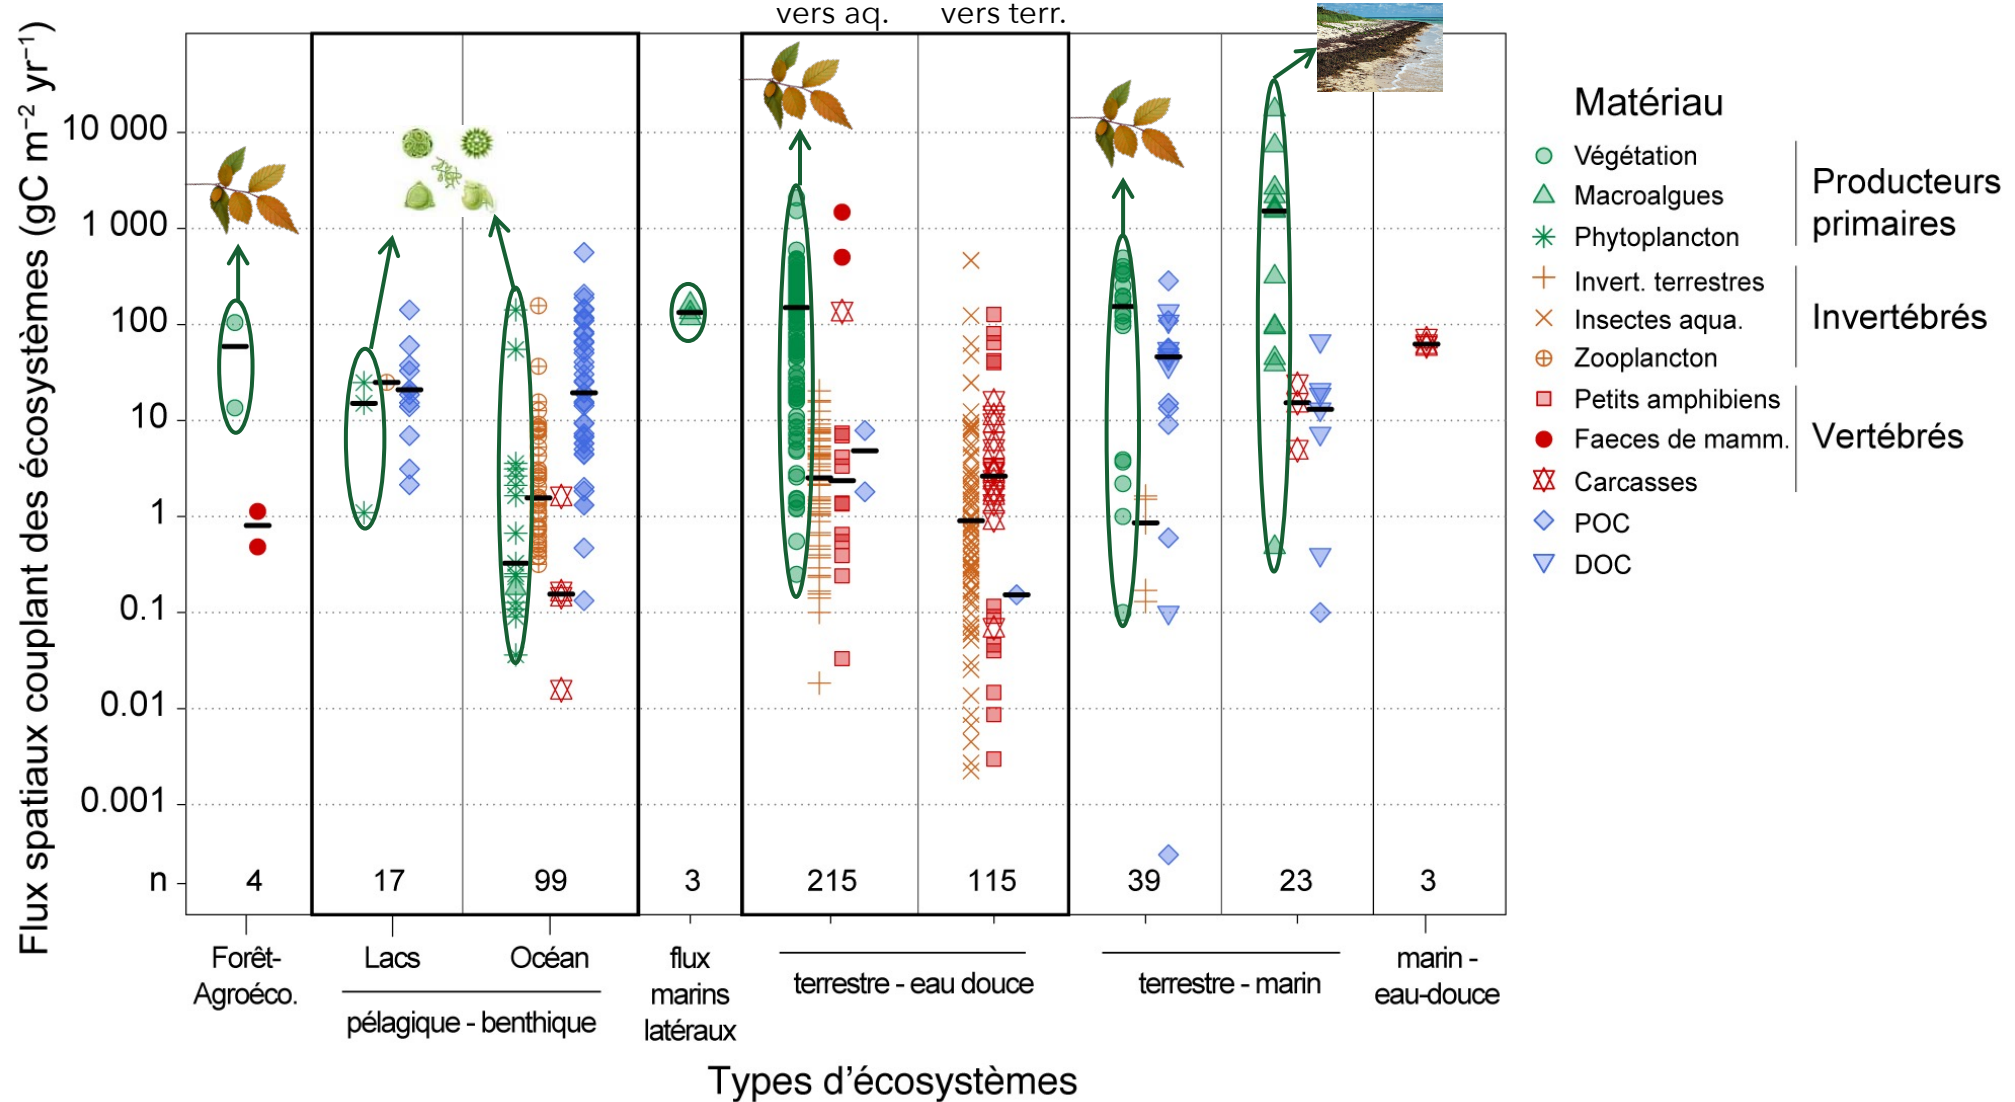 vers aq.
vers terr.
Flux spatiaux couplant des écosystèmes (gC m⁻² yr⁻¹)
10 000
1 000
100
10
1
0.1
0.01
0.001
n
4
17
99
3
215
115
39
23
3
Forêt-
Agroéco.
Lacs
Océan
pélagique - benthique
flux
marins
latéraux
terrestre - eau douce
terrestre - marin
marin -
eau-douce
Types d’écosystèmes
Matériau
Végétation
Macroalgues
Phytoplancton
Producteurs
primaires
Invert. terrestres
Insectes aqua.
Zooplancton
Invertébrés
Petits amphibiens
Faeces de mamm.
Carcasses
Vertébrés
POC
DOC